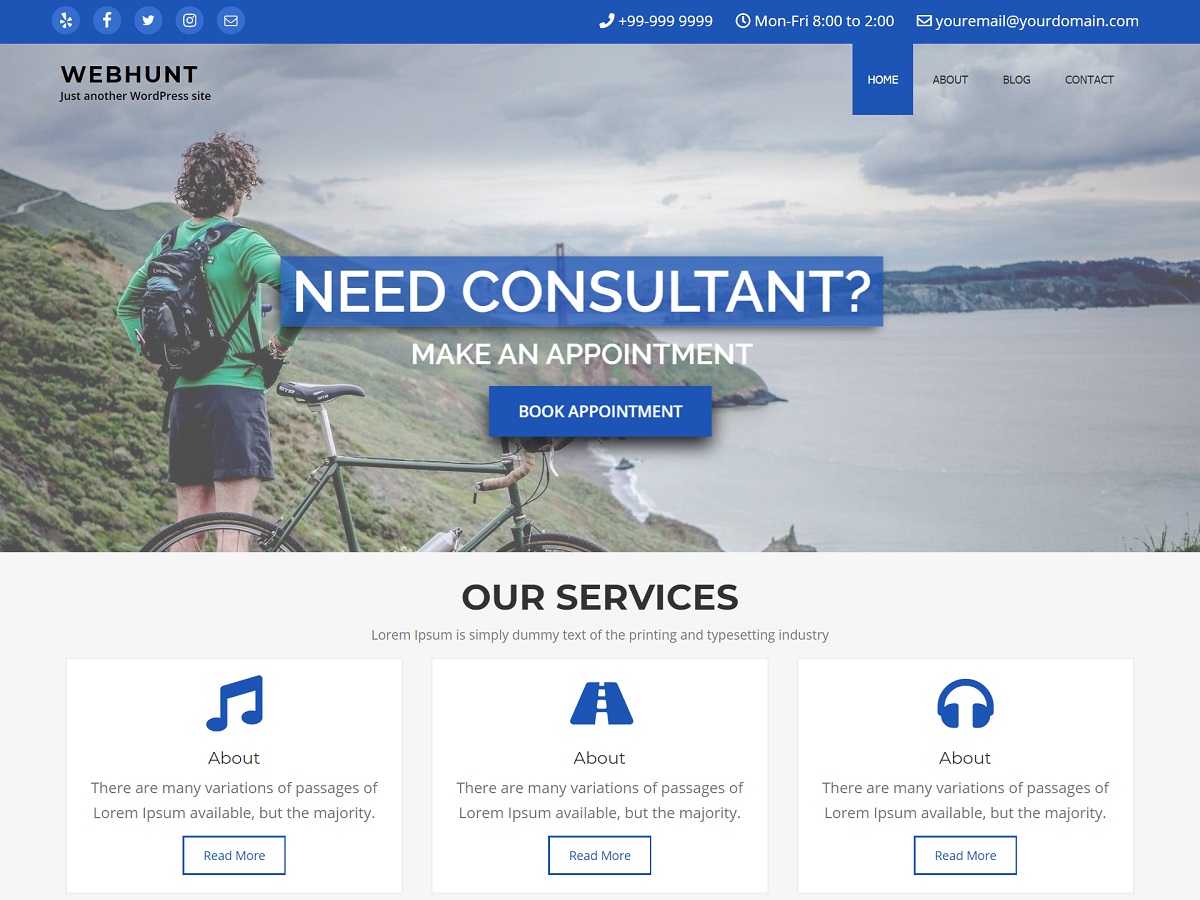 +99-999 9999 Mon-Fri 8:00 to 2:00 youremail@yourdomain.com
WEBHUNT
Just another WordPress site
HOME ABOUT BLOG CONTACT
NEED CONSULTANT?
MAKE AN APPOINTMENT
BOOK APPOINTMENT
OUR SERVICES
Lorem Ipsum is simply dummy text of the printing and typesetting industry
About
There are many variations of passages of
Lorem Ipsum available, but the majority.
Read More
About
There are many variations of passages of
Lorem Ipsum available, but the majority.
Read More
About
There are many variations of passages of
Lorem Ipsum available, but the majority.
Read More